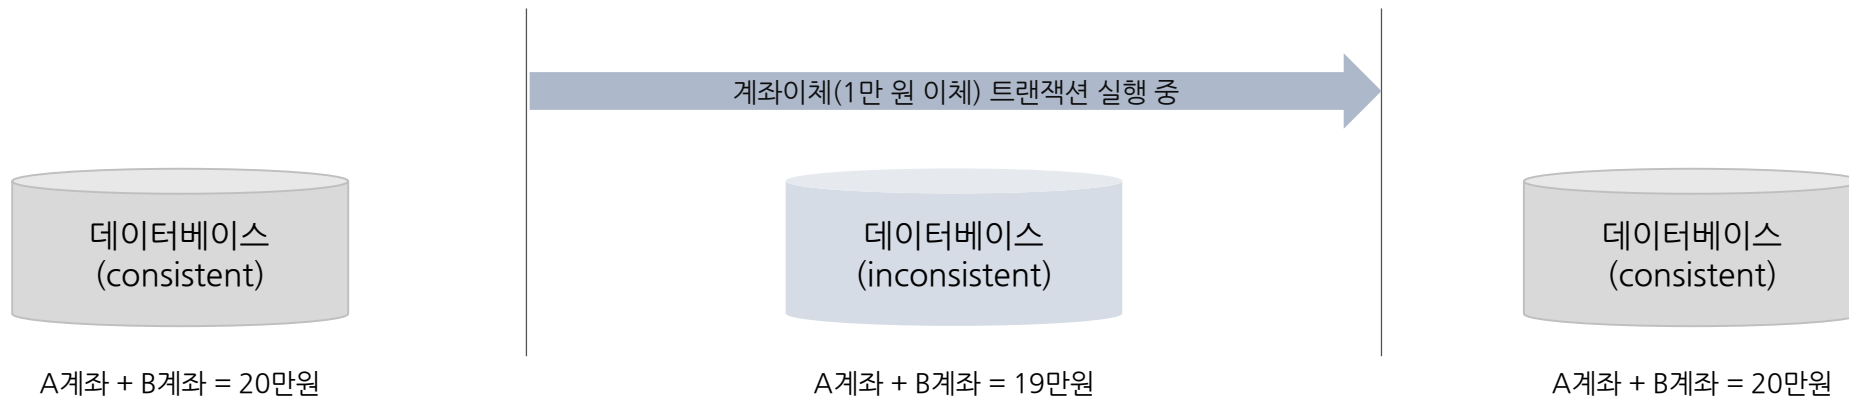 계좌이체(1만 원 이체) 트랜잭션 실행 중
데이터베이스
(consistent)
데이터베이스
(inconsistent)
데이터베이스
(consistent)
A계좌 + B계좌 = 20만원
A계좌 + B계좌 = 19만원
A계좌 + B계좌 = 20만원